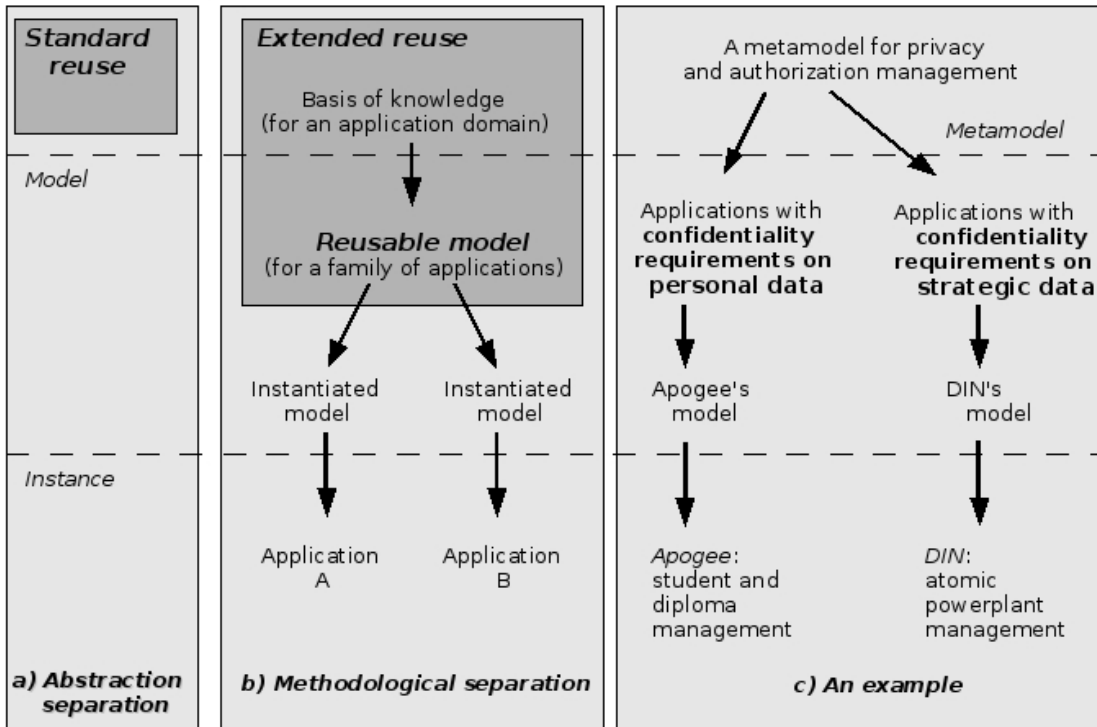 Standard
reuse
Model
Instance
a) Abstraction
separation
Extended reuse
Basis of knowledge
(for an application domain)
Reusable model
(for a family of applications)
Instantiated
model
Instantiated
model
Application
A
Application
B
b) Methodological separation
A metamodel for privacy
and authorization management
Metamodel
Applications with
confidentiality
requirements on
personal data
Applications with
confidentiality
requirements on
strategic data
Apogee's
model
DIN's
model
Apogee:
student and
diploma
management
DIN:
atomic
powerplant
management
c) An example